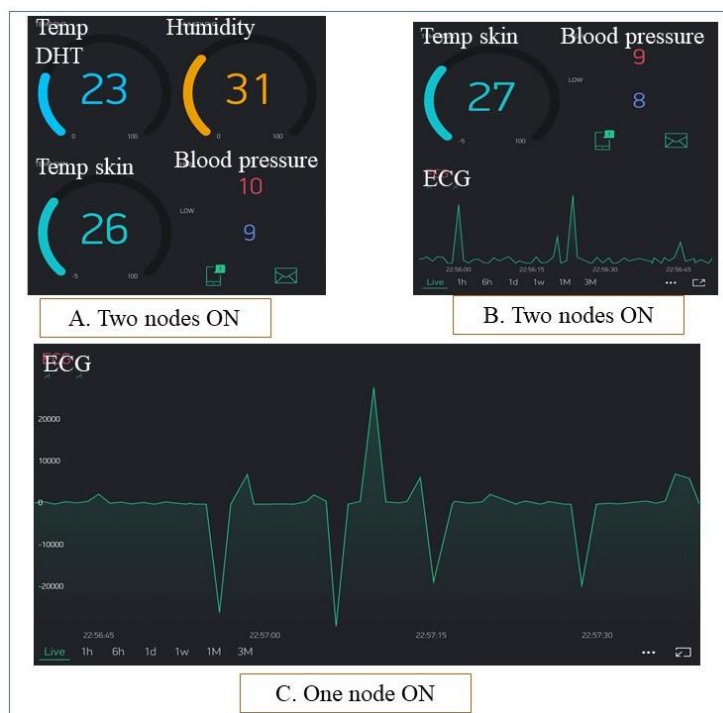 Temp
DHT
Humidity
23
31
0
100
0
100
Temp skin
Blood pressure
26
LOW
10
9
-5
100
A. Two nodes ON
Temp skin
Blood pressure
27
LOW
9
8
-5
100
ECG
22:56:00
22:56:15
22:56:30
22:56:45
Live 1h 6h 1d 1w 1M 3M
B. Two nodes ON
ECG
20000
10000
0
-10000
-20000
22:56:45
22:57:00
22:57:15
22:57:30
Live 1h 6h 1d 1w 1M 3M
C. One node ON